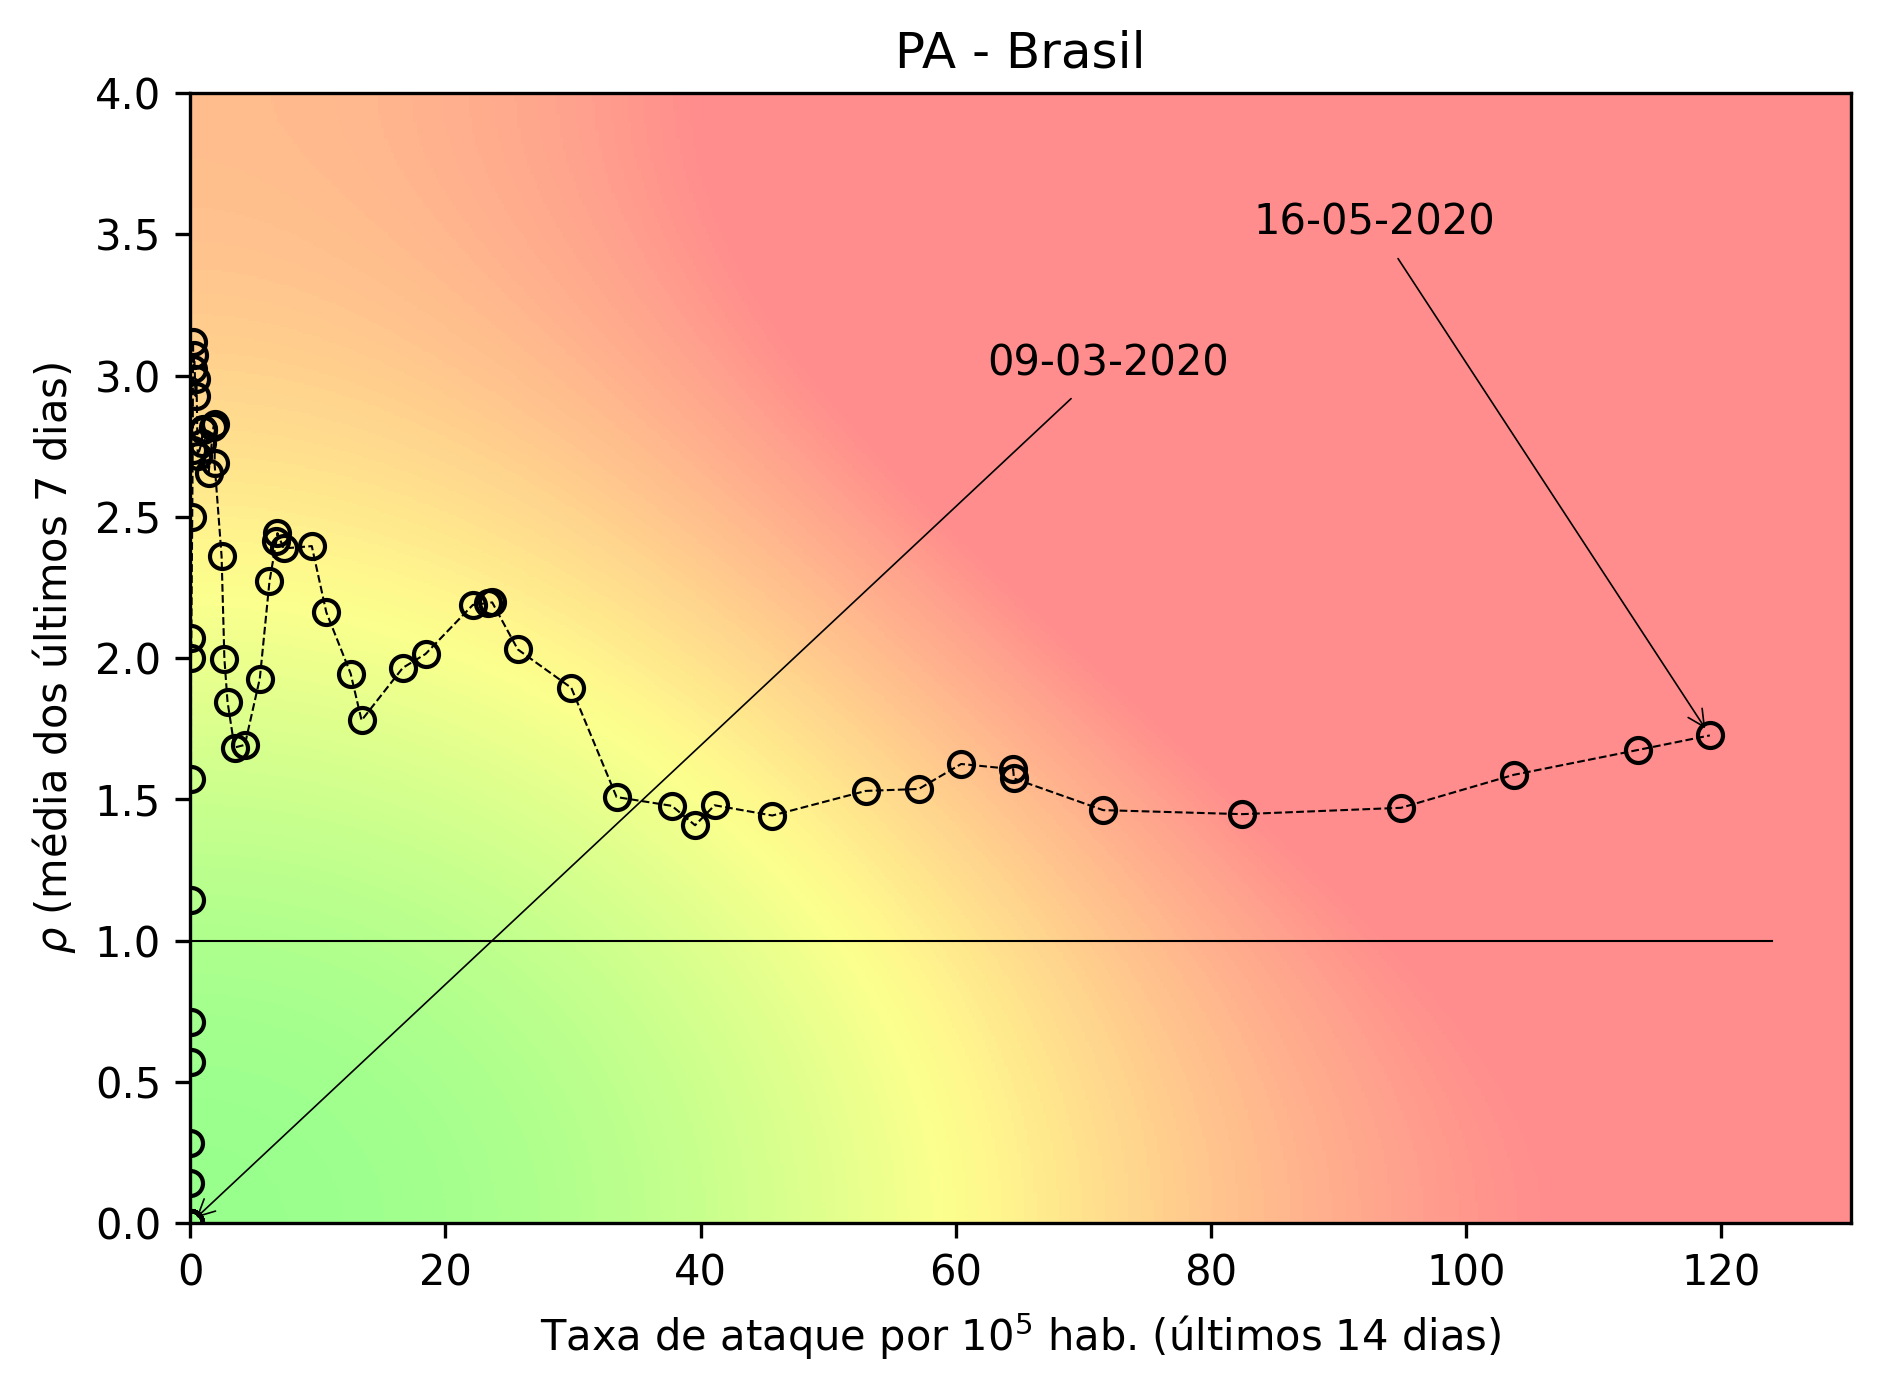 PA - Brasil
4.0
3.5
3.0
2.5
2.0
1.5
1.0
0.5
0.0
ρ (média dos últimos 7 dias)
16-05-2020
09-03-2020
0 20 40 60 80 100 120
Taxa de ataque por 10⁵ hab. (últimos 14 dias)